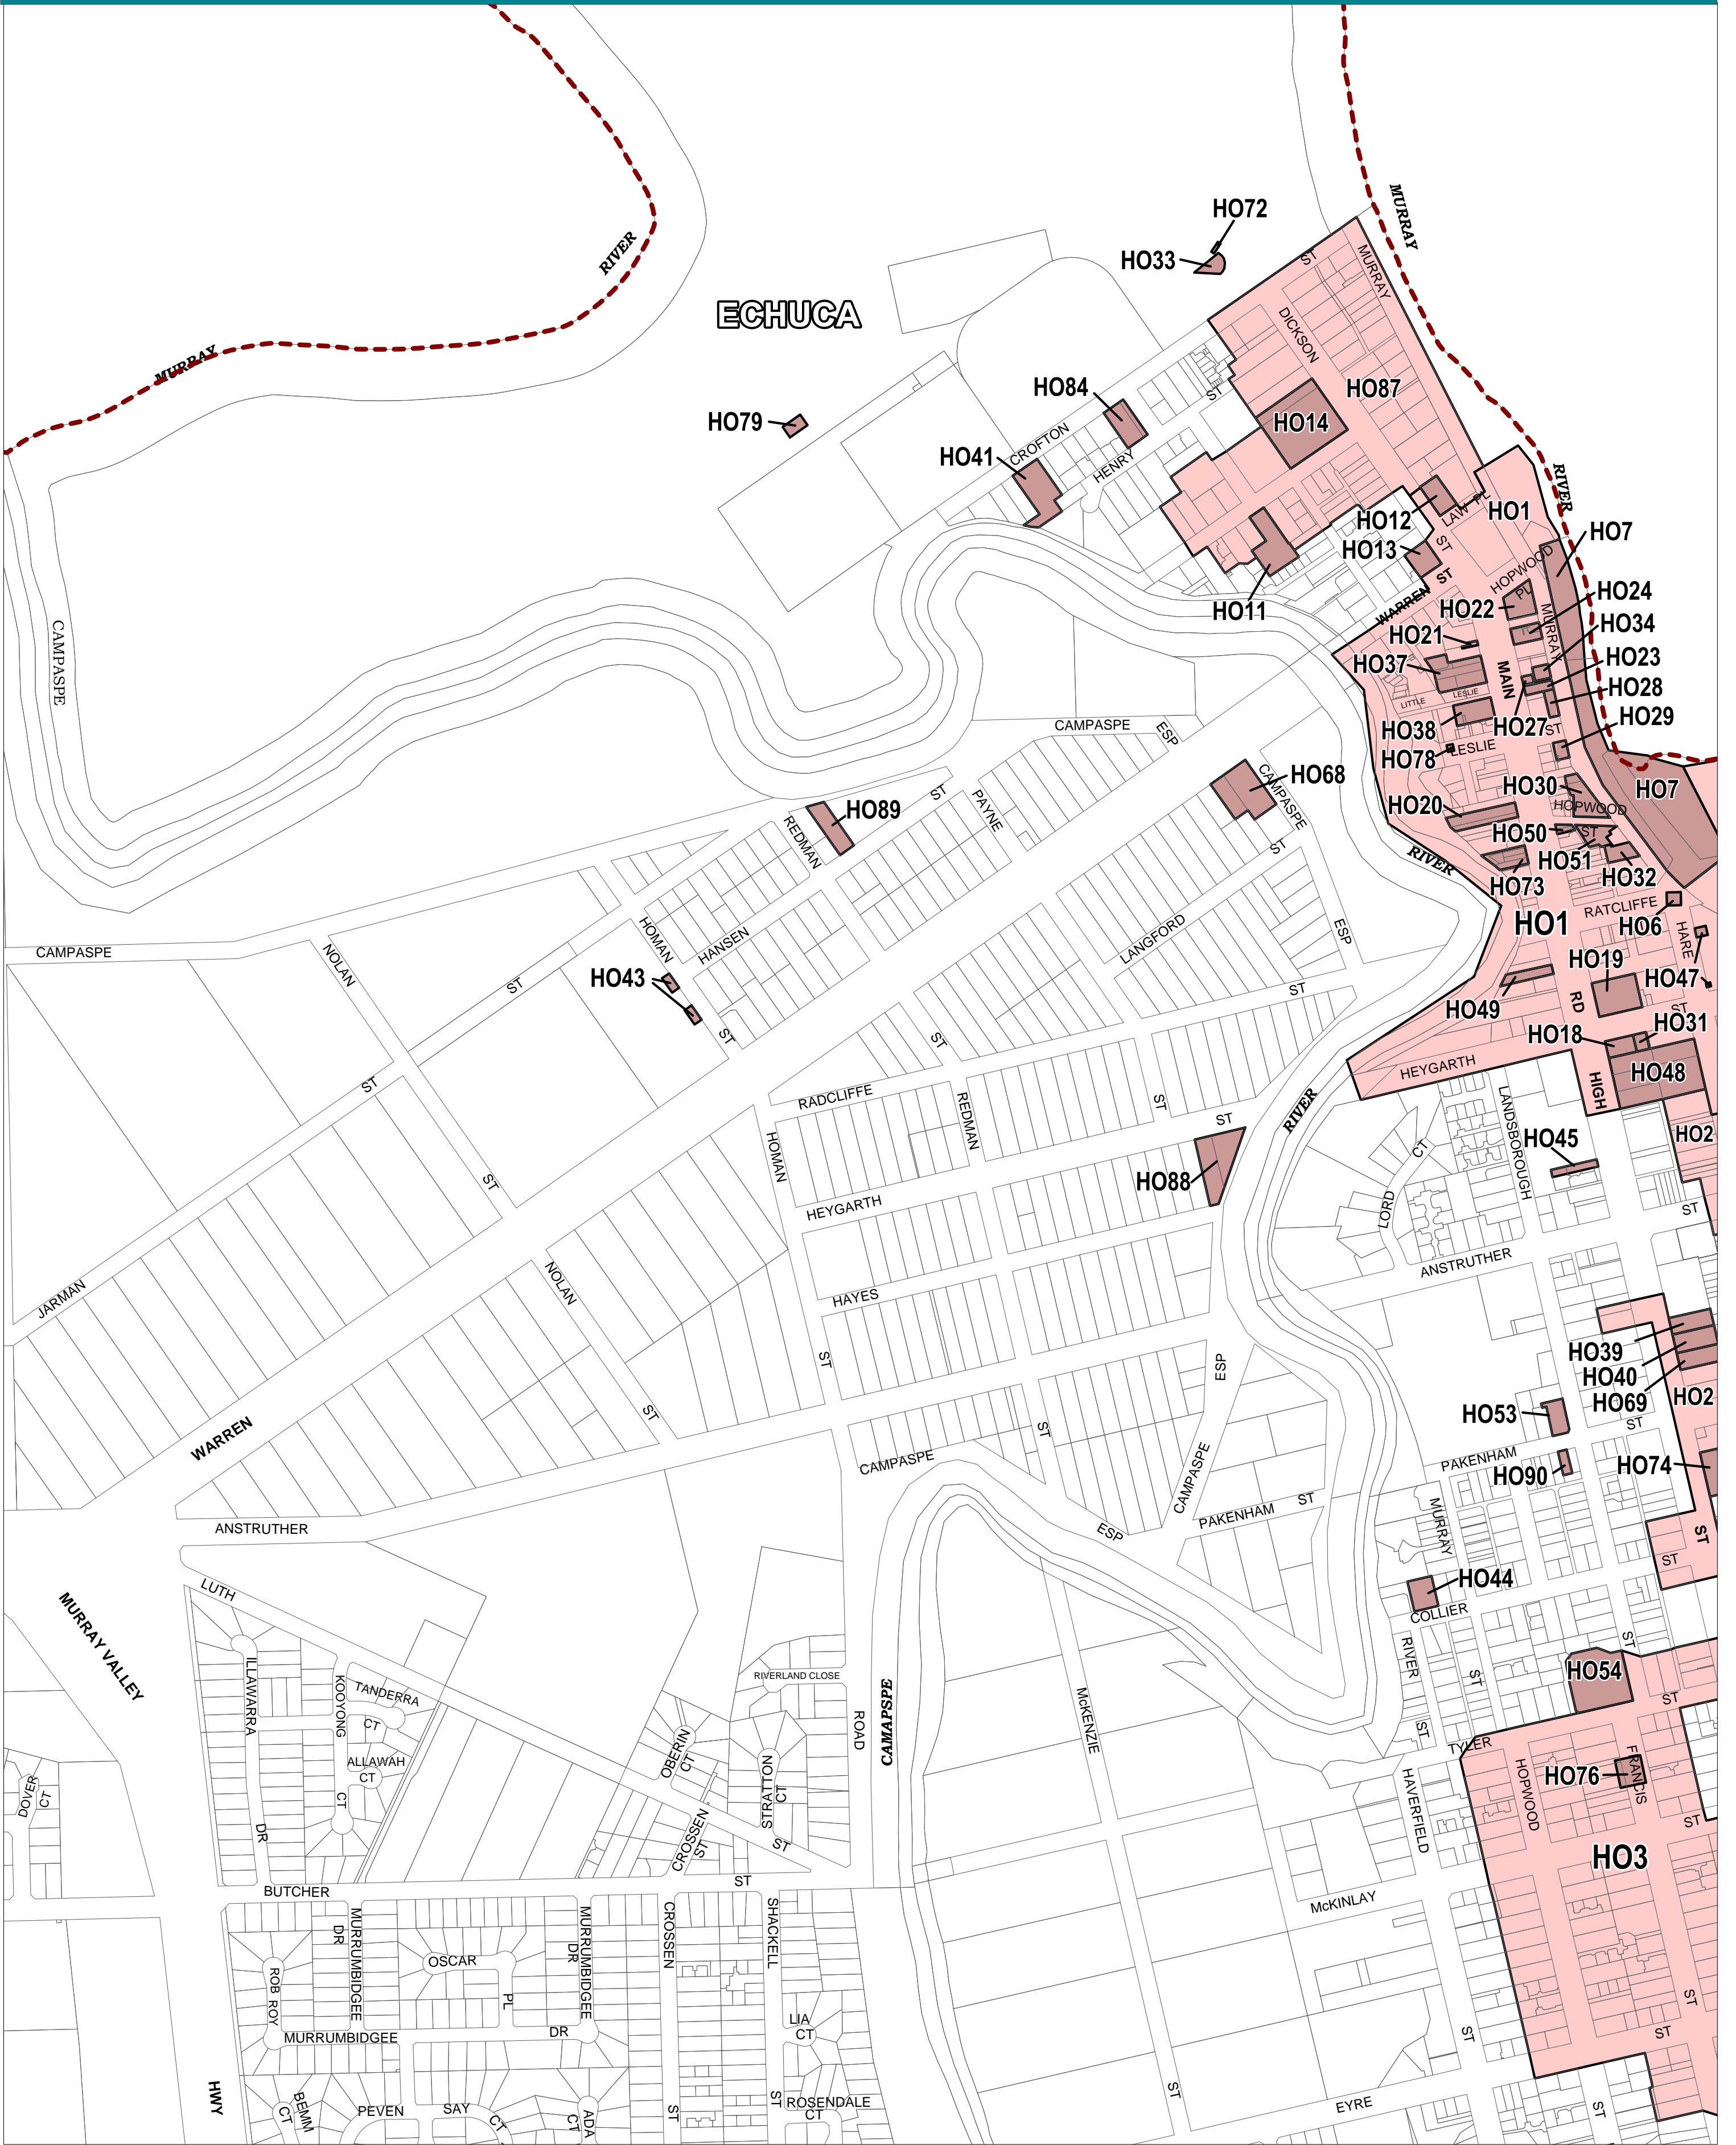 MURRAY
RIVER
MURRAY
RIVER
CAMPASPE
ECHUCA
HO72
HO33
ST
MURRAY
DICKSON
HO87
HO84
ST
HO14
HO79
CROFTON
HO41
HENRY
LAW PL
HO12
HO1
RIVER
HO7
HO13
ST
HOPWOOD
PL
ST
HO24
HO11
WARREN
HO22
MURRAY
HO34
HO21
HO23
HO37
MAIN
LESLIE
LITTLE
HO28
HO38
HO27
ST
HO29
HO78
LESLIE
CAMPASPE
ESP
HO68
CAMPASPE
ST
HO30
HO7
HOPWOOD
HO20
HO50
ST
HO51
HO32
HO73
RIVER
HO89
ST
PAYNE
REDMAN
ST
HO1
RATCLIFFE
HO6
HARE
HO19
HO47
ST
HO49
RD
HO18
HO31
HO48
HEYGARTH
HIGH
HO2
CAMPASPE
NOLAN
ST
HOMAN
HANSEN
HO43
ST
LANGFORD
ESP
ST
ST
RADCLIFFE
REDMAN
ST
ST
RIVER
HOMAN
HO88
HEYGARTH
CT
LORD
LANDSBOROUGH
HO45
ST
ANSTRUTHER
ST
ST
JARMAN
NOLAN
ST
WARREN
HAYES
ST
ESP
ST
CAMPASPE
CAMPASPE
ESP
PAKENHAM
ST
HO39
HO40
HO69
HO2
HO53
ST
PAKENHAM
HO90
HO74
MURRAY
ST
ST
HO44
COLLIER
RIVER
ST
ST
ST
HO54
ST
TYLER
ANSTRUTHER
LUTH
MURRAY VALLEY
ILLAWARRA
DR
KOOYONG
CT
TANDERRA
CT
ALLAWAH
CT
DOVER
CT
RIVERLAND CLOSE
ROAD
CAMAPSPE
OBERIN
CT
STRATTON
CT
CROSSEN
ST
ST
McKENZIE
ST
HOPWOOD
HO76
FRANCIS
ST
HAVERFIELD
ST
HO3
McKINLAY
ST
ST
EYRE
ST
BUTCHER
ST
DR
MURRUMBIDGEE
OSCAR
PL
DR
MURRUMBIDGEE
CROSSEN
ST
SHACKELL
ST
ROB ROY
MURRUMBIDGEE
DR
LIA
CT
HWY
BEMM
CT
PEVEN
SAY
CT
ADA
CT
ROSENDALE
CT